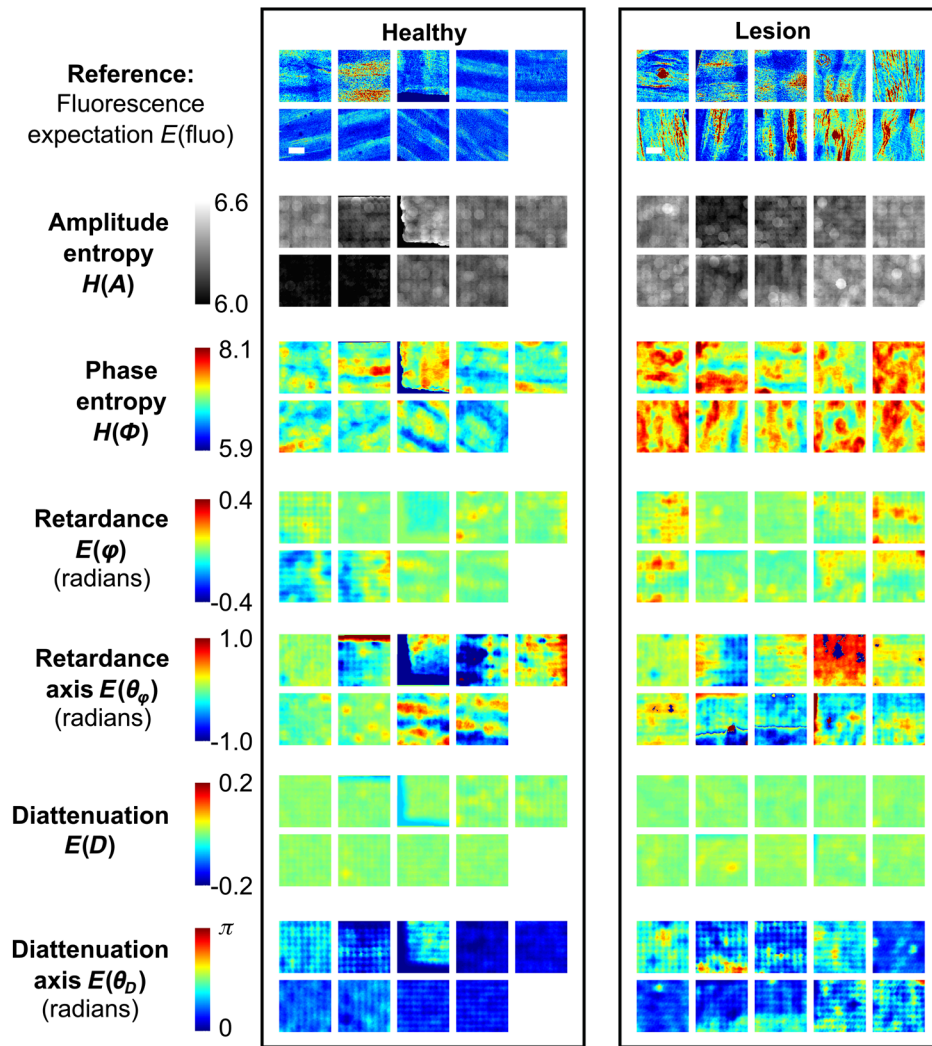 Healthy
Lesion
Reference:
Fluorescence
expectation E(fluo)
Amplitude
entropy
H(A)
6.6
6.0
Phase
entropy
H(Φ)
8.1
5.9
Retardance
E(φ)
(radians)
0.4
-0.4
Retardance
axis E(θφ)
(radians)
1.0
-1.0
Diattenuation
E(D)
0.2
-0.2
Diattenuation
axis E(θD)
(radians)
π
0